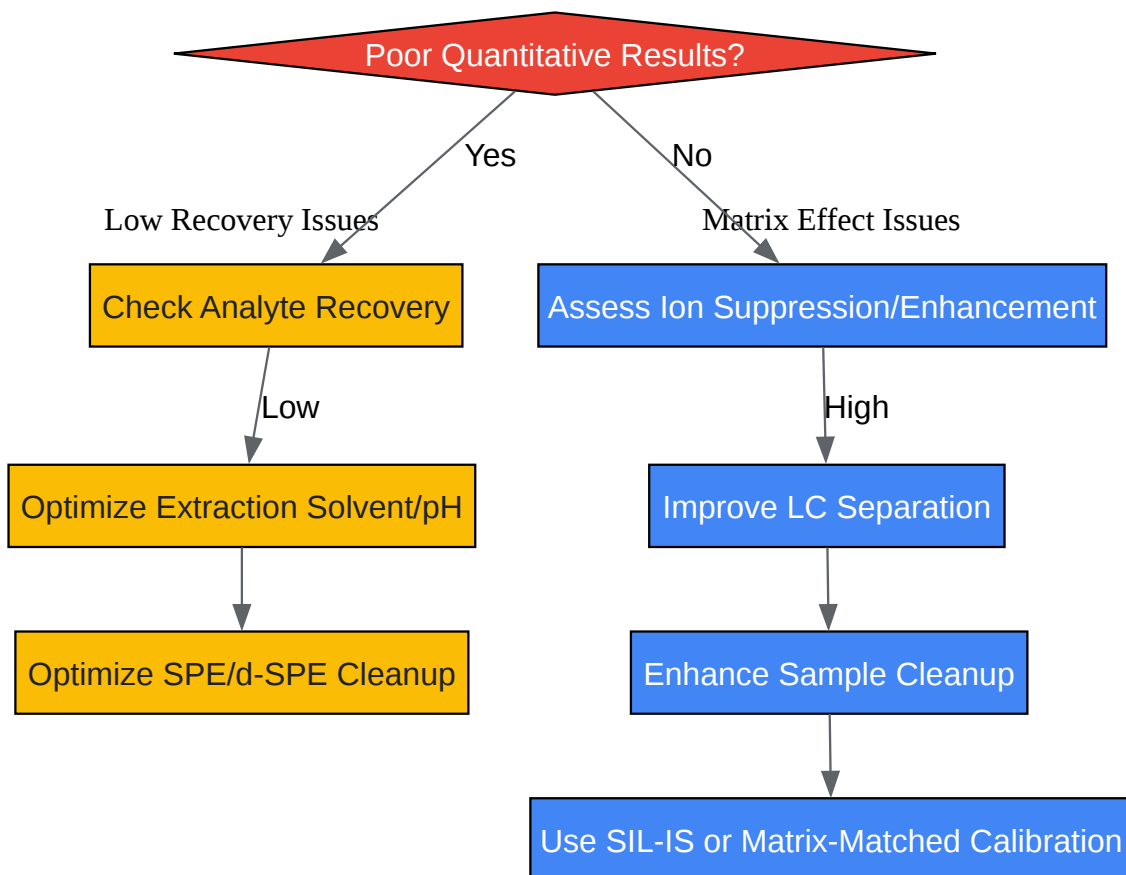 Poor Quantitative Results?
Yes
No
Low Recovery Issues
Matrix Effect Issues
Check Analyte Recovery
Assess Ion Suppression/Enhancement
Low
High
Optimize Extraction Solvent/pH
Improve LC Separation
Optimize SPE/d-SPE Cleanup
Enhance Sample Cleanup
Use SIL-IS or Matrix-Matched Calibration